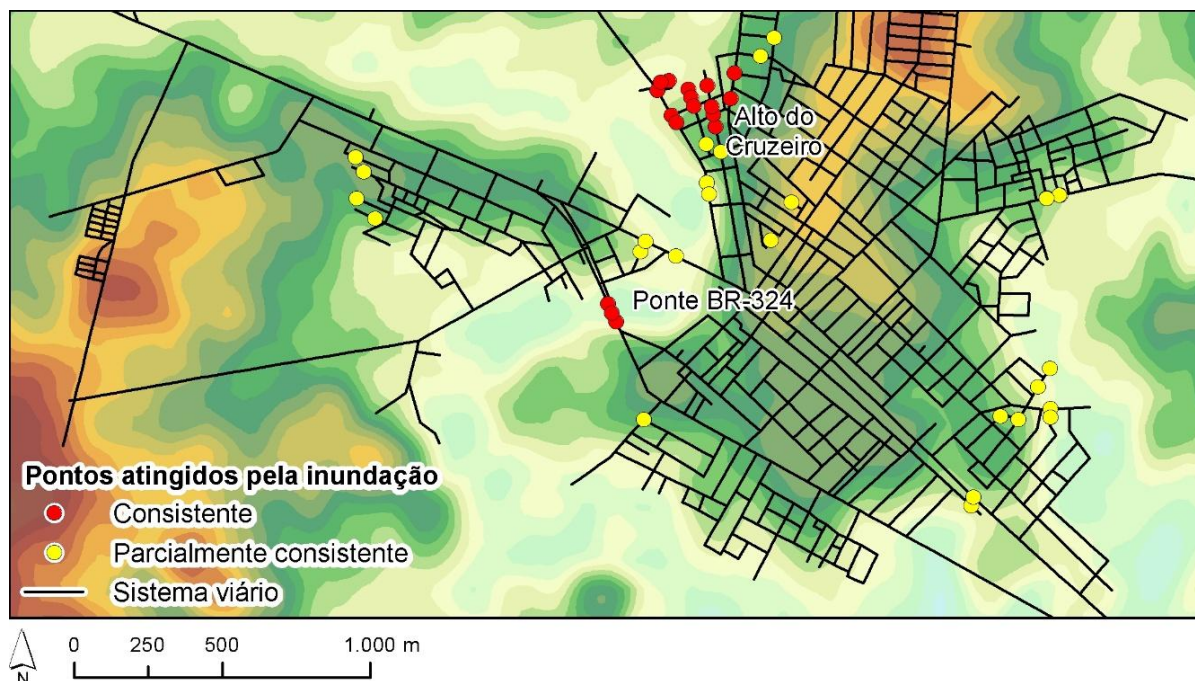 Alto do
Cruzeiro
Ponte BR-324
Pontos atingidos pela inundação
Consistente
Parcialmente consistente
Sistema viário
N
0 250 500 1.000 m